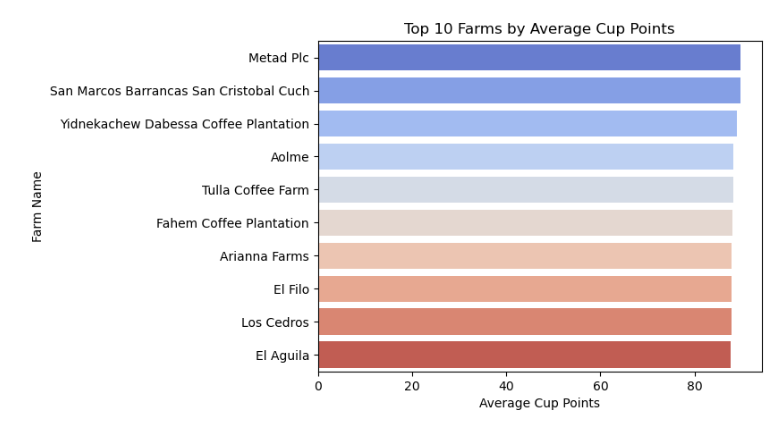 Top 10 Farms by Average Cup Points
Metad Plc
San Marcos Barrancas San Cristobal Cuch
Yidnekachew Dabessa Coffee Plantation
Aolme
Tulla Coffee Farm
Fahem Coffee Plantation
Arianna Farms
El Filo
Los Cedros
El Aguila
Farm Name
0 20 40 60 80
Average Cup Points